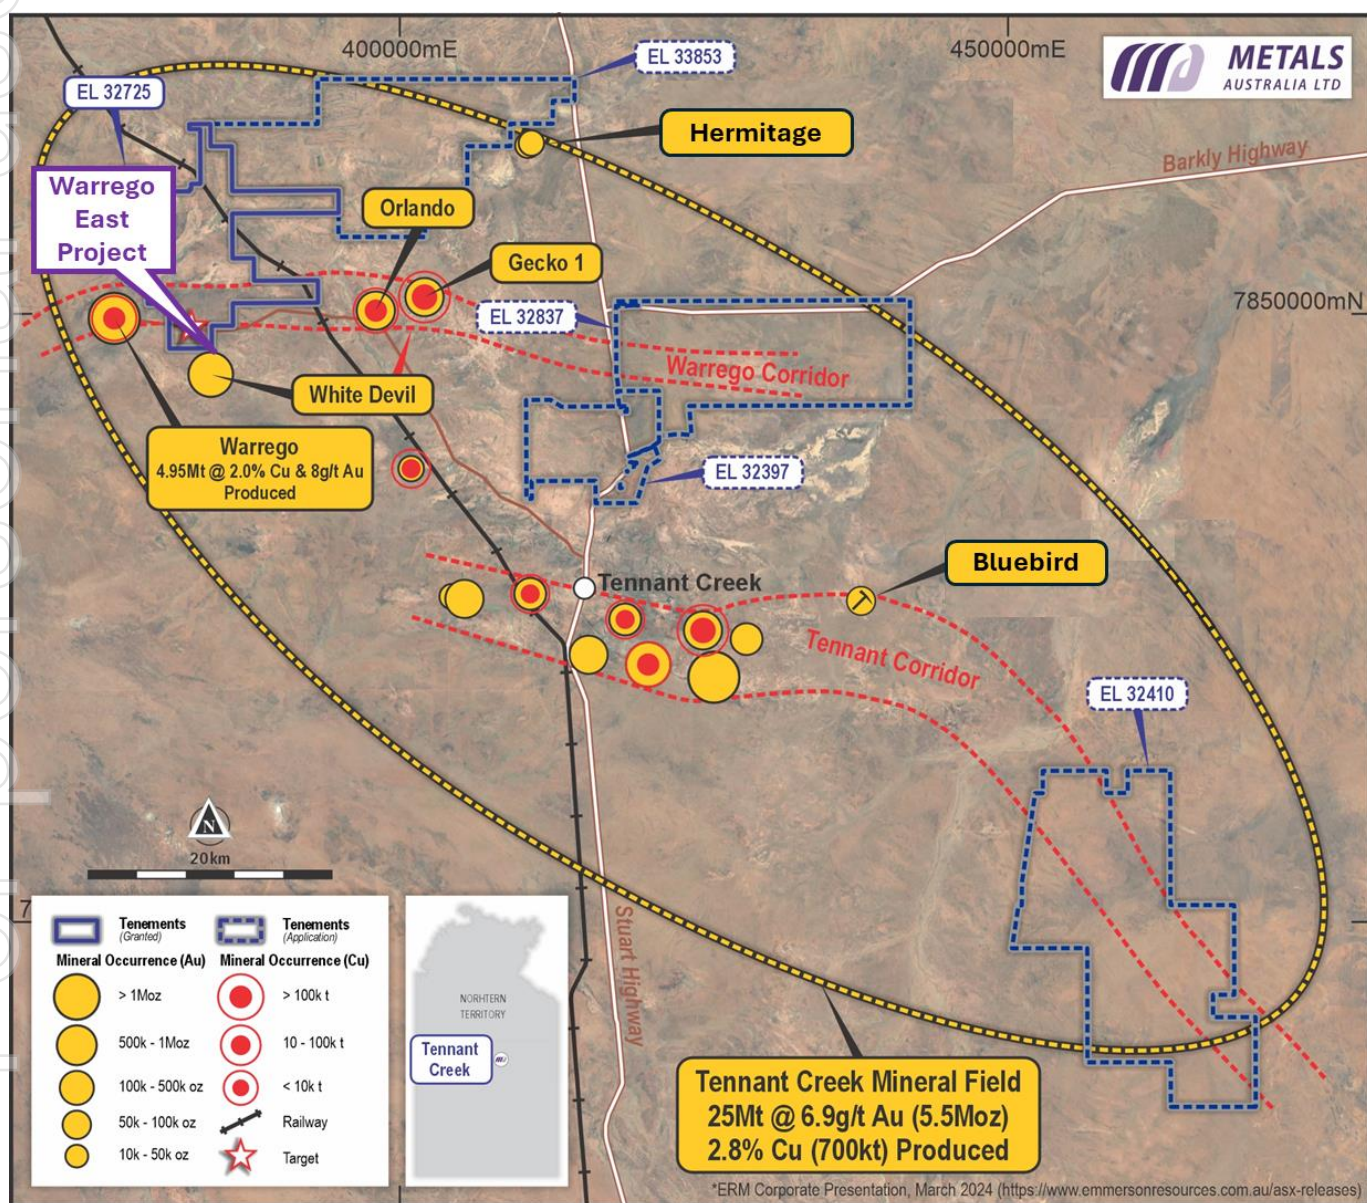 400000mE
450000mE
EL 33853
METALS
AUSTRALIA LTD
EL 32725
Hermitage
Barkly Highway
Warrego
East
Project
Orlando
Gecko 1
7850000mN
EL 32837
Warrego Corridor
White Devil
Warrego
4.95Mt @ 2.0% Cu & 8g/t Au
Produced
EL 32397
Bluebird
Tennant Creek
Tennant Corridor
EL 32410
N
20km
7
Stuart Highway
Tenements
(Granted)
Tenements
(Application)
Mineral Occurrence (Au)
Mineral Occurrence (Cu)
> 1Moz
> 100k t
500k - 1Moz
10 - 100k t
100k - 500k oz
< 10k t
50k - 100k oz
Railway
10k - 50k oz
Target
NORHTERN
TERRITORY
Tennant
Creek
Tennant Creek Mineral Field
25Mt @ 6.9g/t Au (5.5Moz)
2.8% Cu (700kt) Produced
*ERM Corporate Presentation, March 2024 (https://www.emmersonresources.com.au/asx-releases)